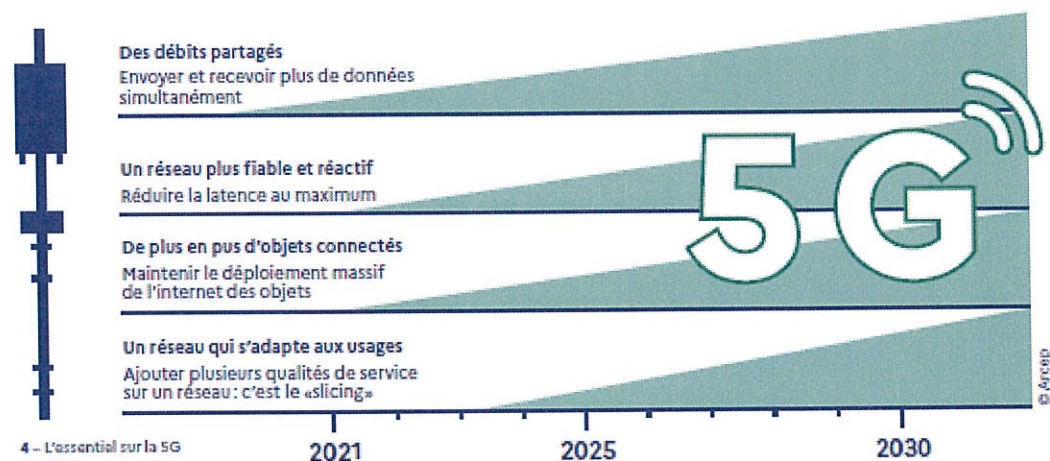 Des débits partagés
Envoyer et recevoir plus de données
simultanément
Un réseau plus fiable et réactif
Réduire la latence au maximum
De plus en pus d'objets connectés
Maintenir le déploiement massif
de l'internet des objets
Un réseau qui s'adapte aux usages
Ajouter plusieurs qualités de service
sur un réseau : c'est le «slicing»
5G
© Arcep
2021
2025
2030
4 – L'essentiel sur la 5G